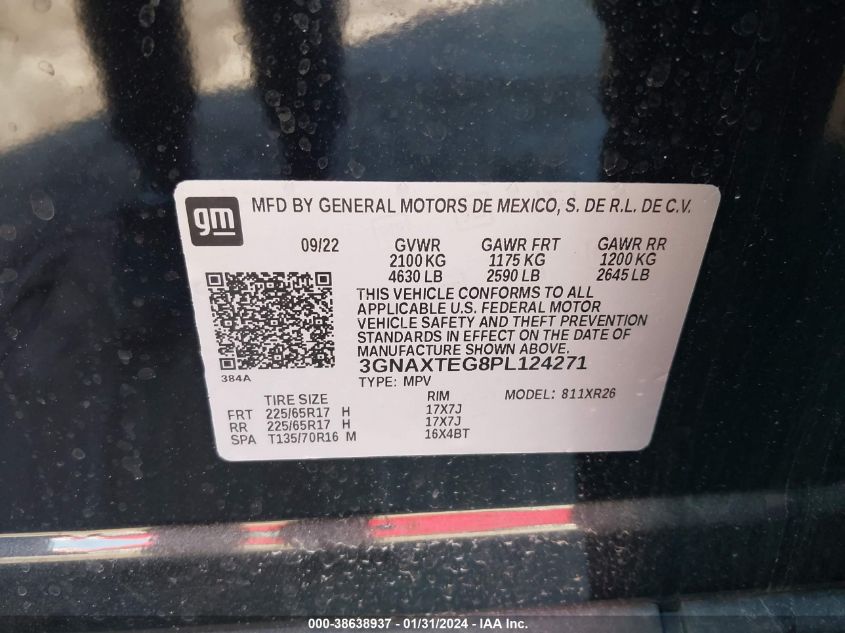 gm MFD BY GENERAL MOTORS DE MEXICO, S. DE R.L. DE C.V.
09/22 GVWR GAWR FRT GAWR RR
2100 KG 1175 KG 1200 KG
4630 LB 2590 LB 2645 LB
THIS VEHICLE CONFORMS TO ALL
APPLICABLE U.S. FEDERAL MOTOR
VEHICLE SAFETY AND THEFT PREVENTION
STANDARDS IN EFFECT ON THE DATE OF
MANUFACTURE SHOWN ABOVE.
384A 3GNAXTEG8PL124271
TYPE: MPV
TIRE SIZE RIM MODEL: 811XR26
FRT 225/65R17 H 17X7J
RR 225/65R17 H 17X7J
SPA T135/70R16 M 16X4BT
000-38638937 - 01/31/2024 - IAA Inc.